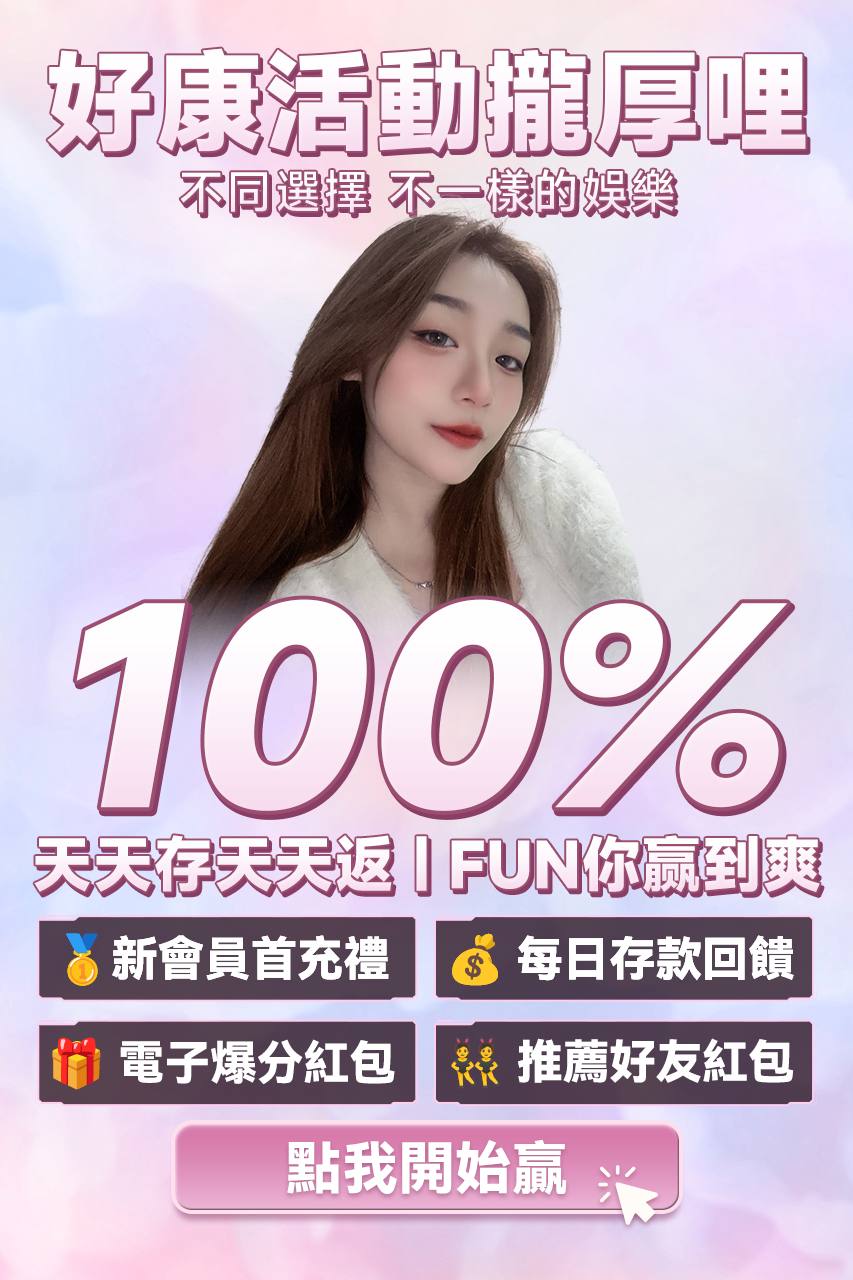 好康活動攏厚哩
不同選擇 不一樣的娛樂
100%
天天存天天返 | FUN你赢到爽
新會員首充禮
每日存款回饋
電子爆分紅包
推薦好友紅包
點我開始贏